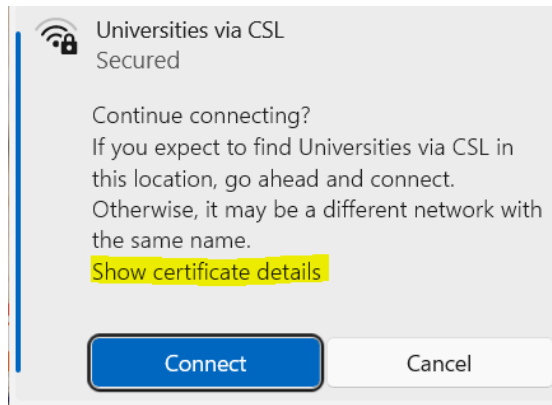 Universities via CSL
Secured
Continue connecting?
If you expect to find Universities via CSL in
this location, go ahead and connect.
Otherwise, it may be a different network with
the same name.
Show certificate details
Connect
Cancel